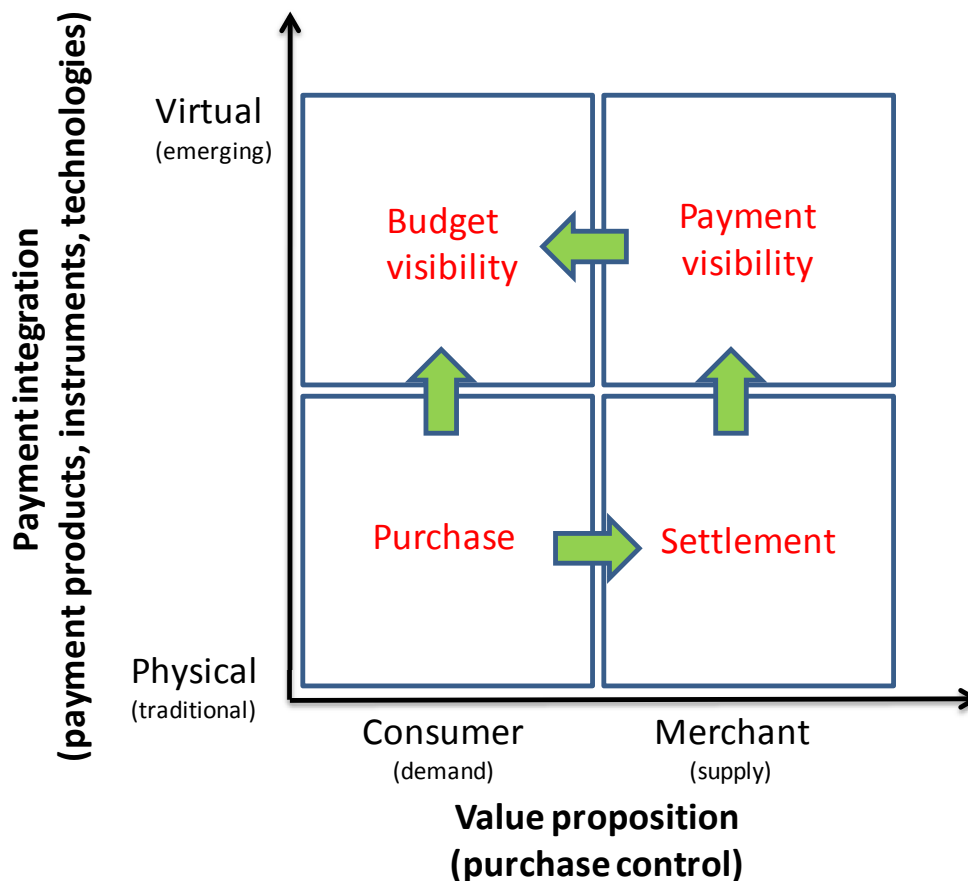 Payment integration
(payment products, instruments, technologies)
Virtual
(emerging)
Budget
visibility
Payment
visibility
Purchase
Settlement
Physical
(traditional)
Consumer
(demand)
Merchant
(supply)
Value proposition
(purchase control)